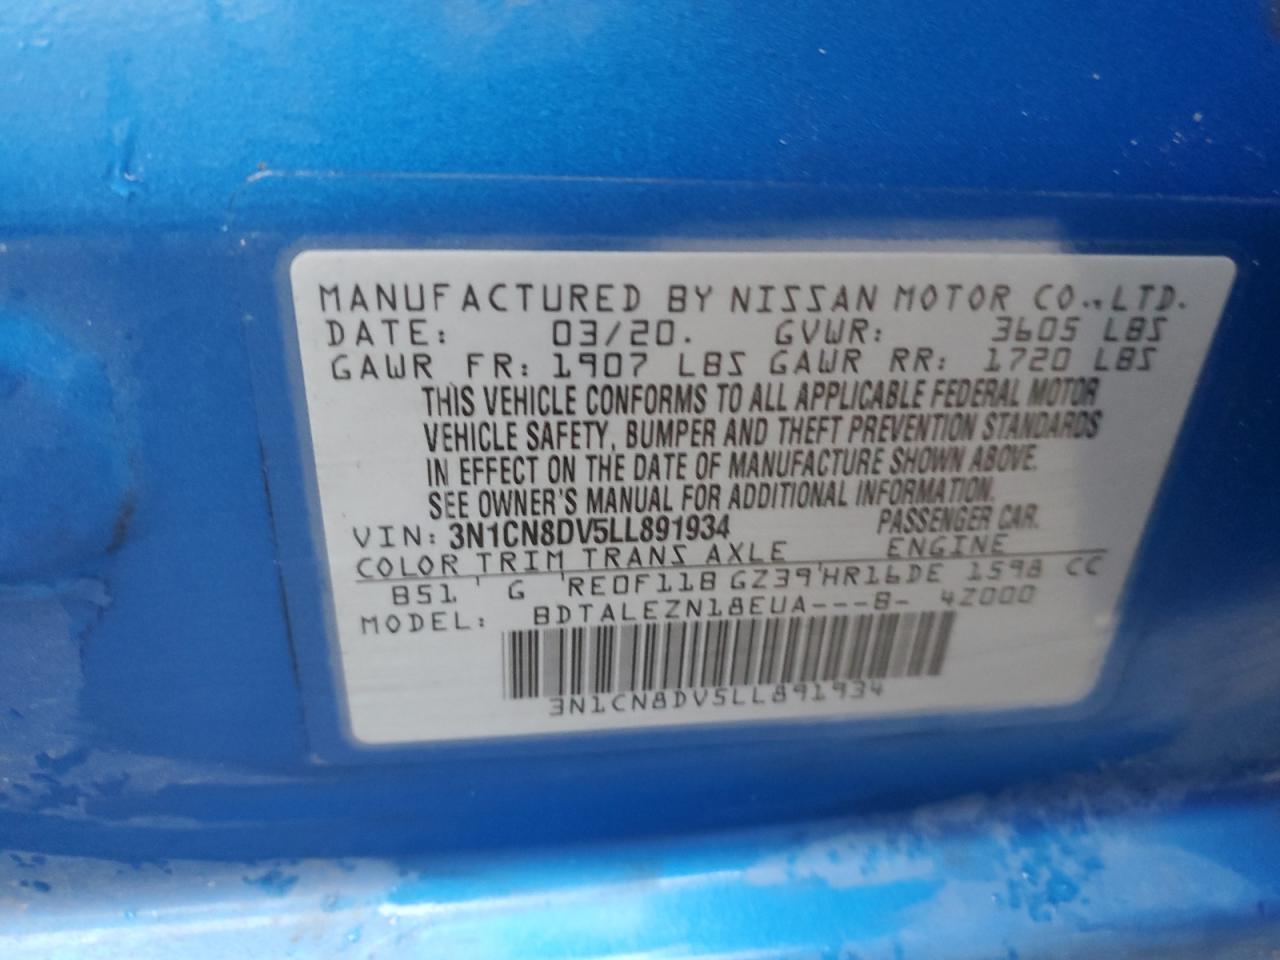 MANUFACTURED BY NISSAN MOTOR CO.,LTD.
DATE: 03/20. GVWR: 3605 LBS
GAWR FR: 1907 LBS GAWR RR: 1720 LBS
THIS VEHICLE CONFORMS TO ALL APPLICABLE FEDERAL MOTOR
VEHICLE SAFETY, BUMPER AND THEFT PREVENTION STANDARDS
IN EFFECT ON THE DATE OF MANUFACTURE SHOWN ABOVE.
SEE OWNER'S MANUAL FOR ADDITIONAL INFORMATION.
VIN: 3N1CN8DV5LL891934 PASSENGER CAR.
COLOR TRIM TRANS AXLE ENGINE
B51 G RE0F11B GZ39 HR16DE 1598 CC
MODEL: BDTALEZN18EUA---B- 4Z000
3N1CN8DV5LL891934